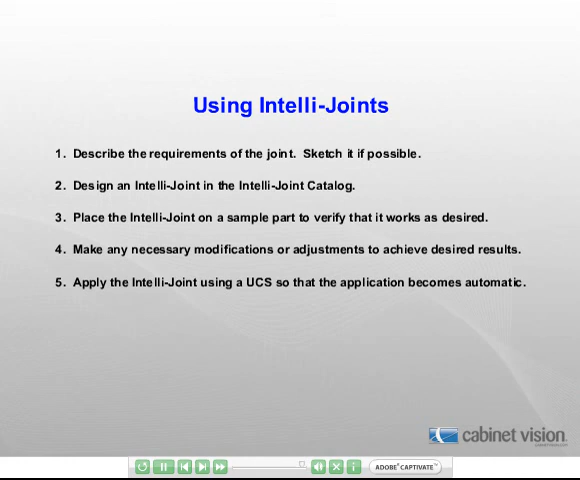 Using Intelli-Joints
1. Describe the requirements of the joint. Sketch it if possible.
2. Design an Intelli-Joint in the Intelli-Joint Catalog.
3. Place the Intelli-Joint on a sample part to verify that it works as desired.
4. Make any necessary modifications or adjustments to achieve desired results.
5. Apply the Intelli-Joint using a UCS so that the application becomes automatic.
cabinet vision
ADOBE® CAPTIVATE™